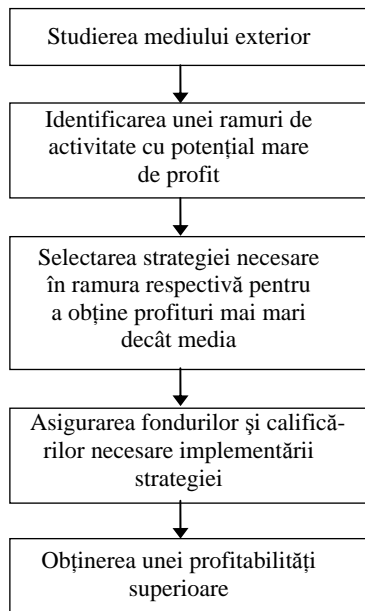 Studierea mediului exterior
Identificarea unei ramuri de
activitate cu potențial mare
de profit
Selectarea strategiei necesare
în ramura respectivă pentru
a obține profituri mai mari
decât media
Asigurarea fondurilor şi califică-
rilor necesare implementării
strategiei
Obținerea unei profitabilități
superioare